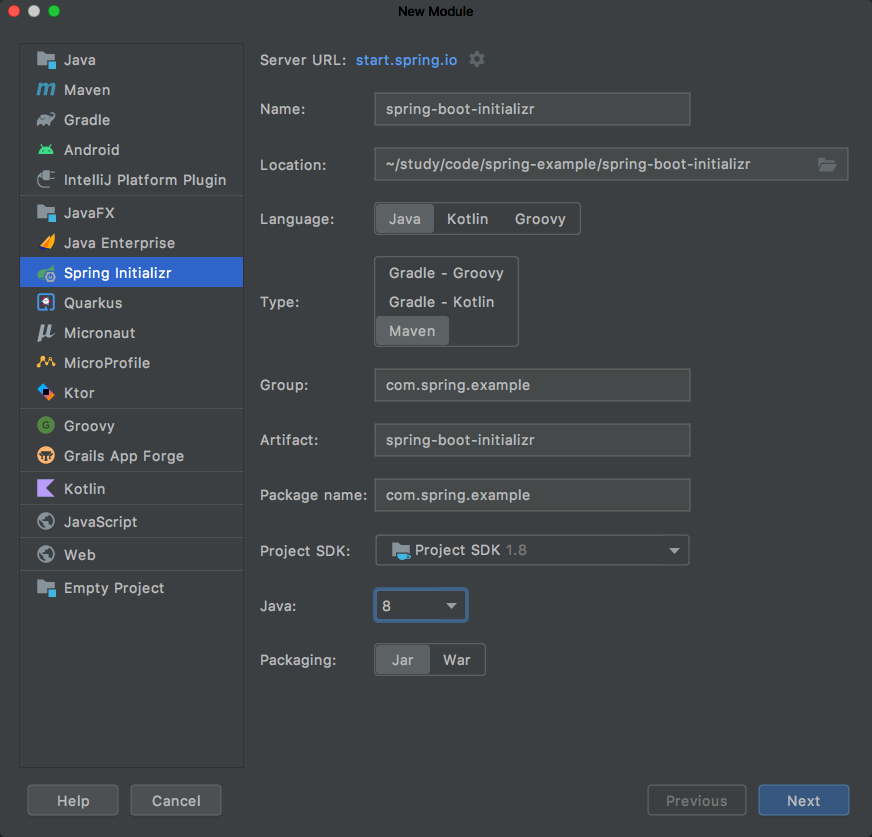 New Module
Java
Maven
Gradle
Android
IntelliJ Platform Plugin
JavaFX
Java Enterprise
Spring Initializr
Quarkus
Micronaut
MicroProfile
Ktor
Groovy
Grails App Forge
Kotlin
JavaScript
Web
Empty Project
Server URL: start.spring.io
Name: spring-boot-initializr
Location: ~/study/code/spring-example/spring-boot-initializr
Language: Java Kotlin Groovy
Type:
Gradle - Groovy
Gradle - Kotlin
Maven
Group: com.spring.example
Artifact: spring-boot-initializr
Package name: com.spring.example
Project SDK: Project SDK 1.8
Java: 8
Packaging: Jar War
Help Cancel Previous Next